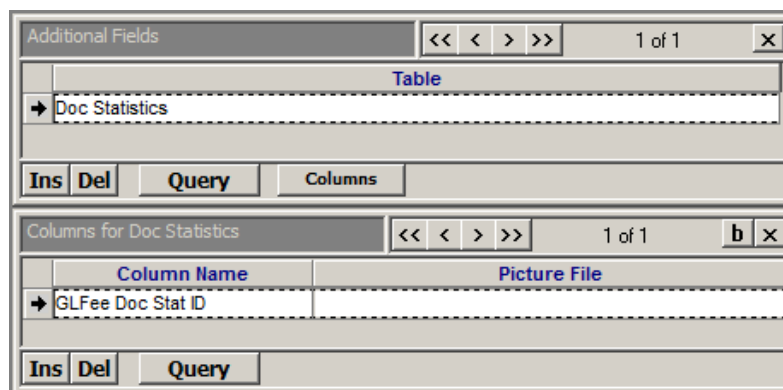 Additional Fields << < > >> 1 of 1 x
Table
Doc Statistics
Ins Del Query Columns
Columns for Doc Statistics << < > >> 1 of 1 b x
Column Name Picture File
GLFee Doc Stat ID
Ins Del Query